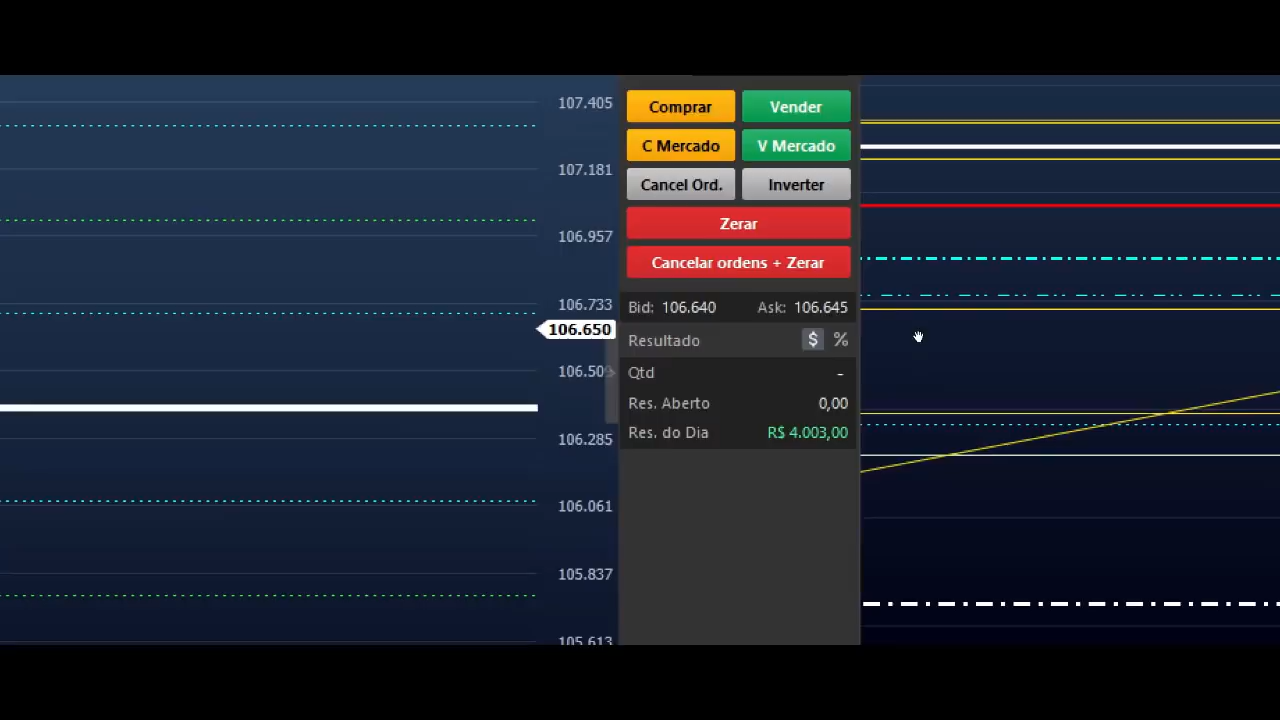 107.405
107.181
106.957
106.733
106.650
106.509
106.285
106.061
105.837
105.613
Comprar Vender
C Mercado V Mercado
Cancel Ord. Inverter
Zerar
Cancelar ordens + Zerar
Bid: 106.640 Ask: 106.645
Resultado $ %
Qtd -
Res. Aberto 0,00
Res. do Dia R$ 4.003,00